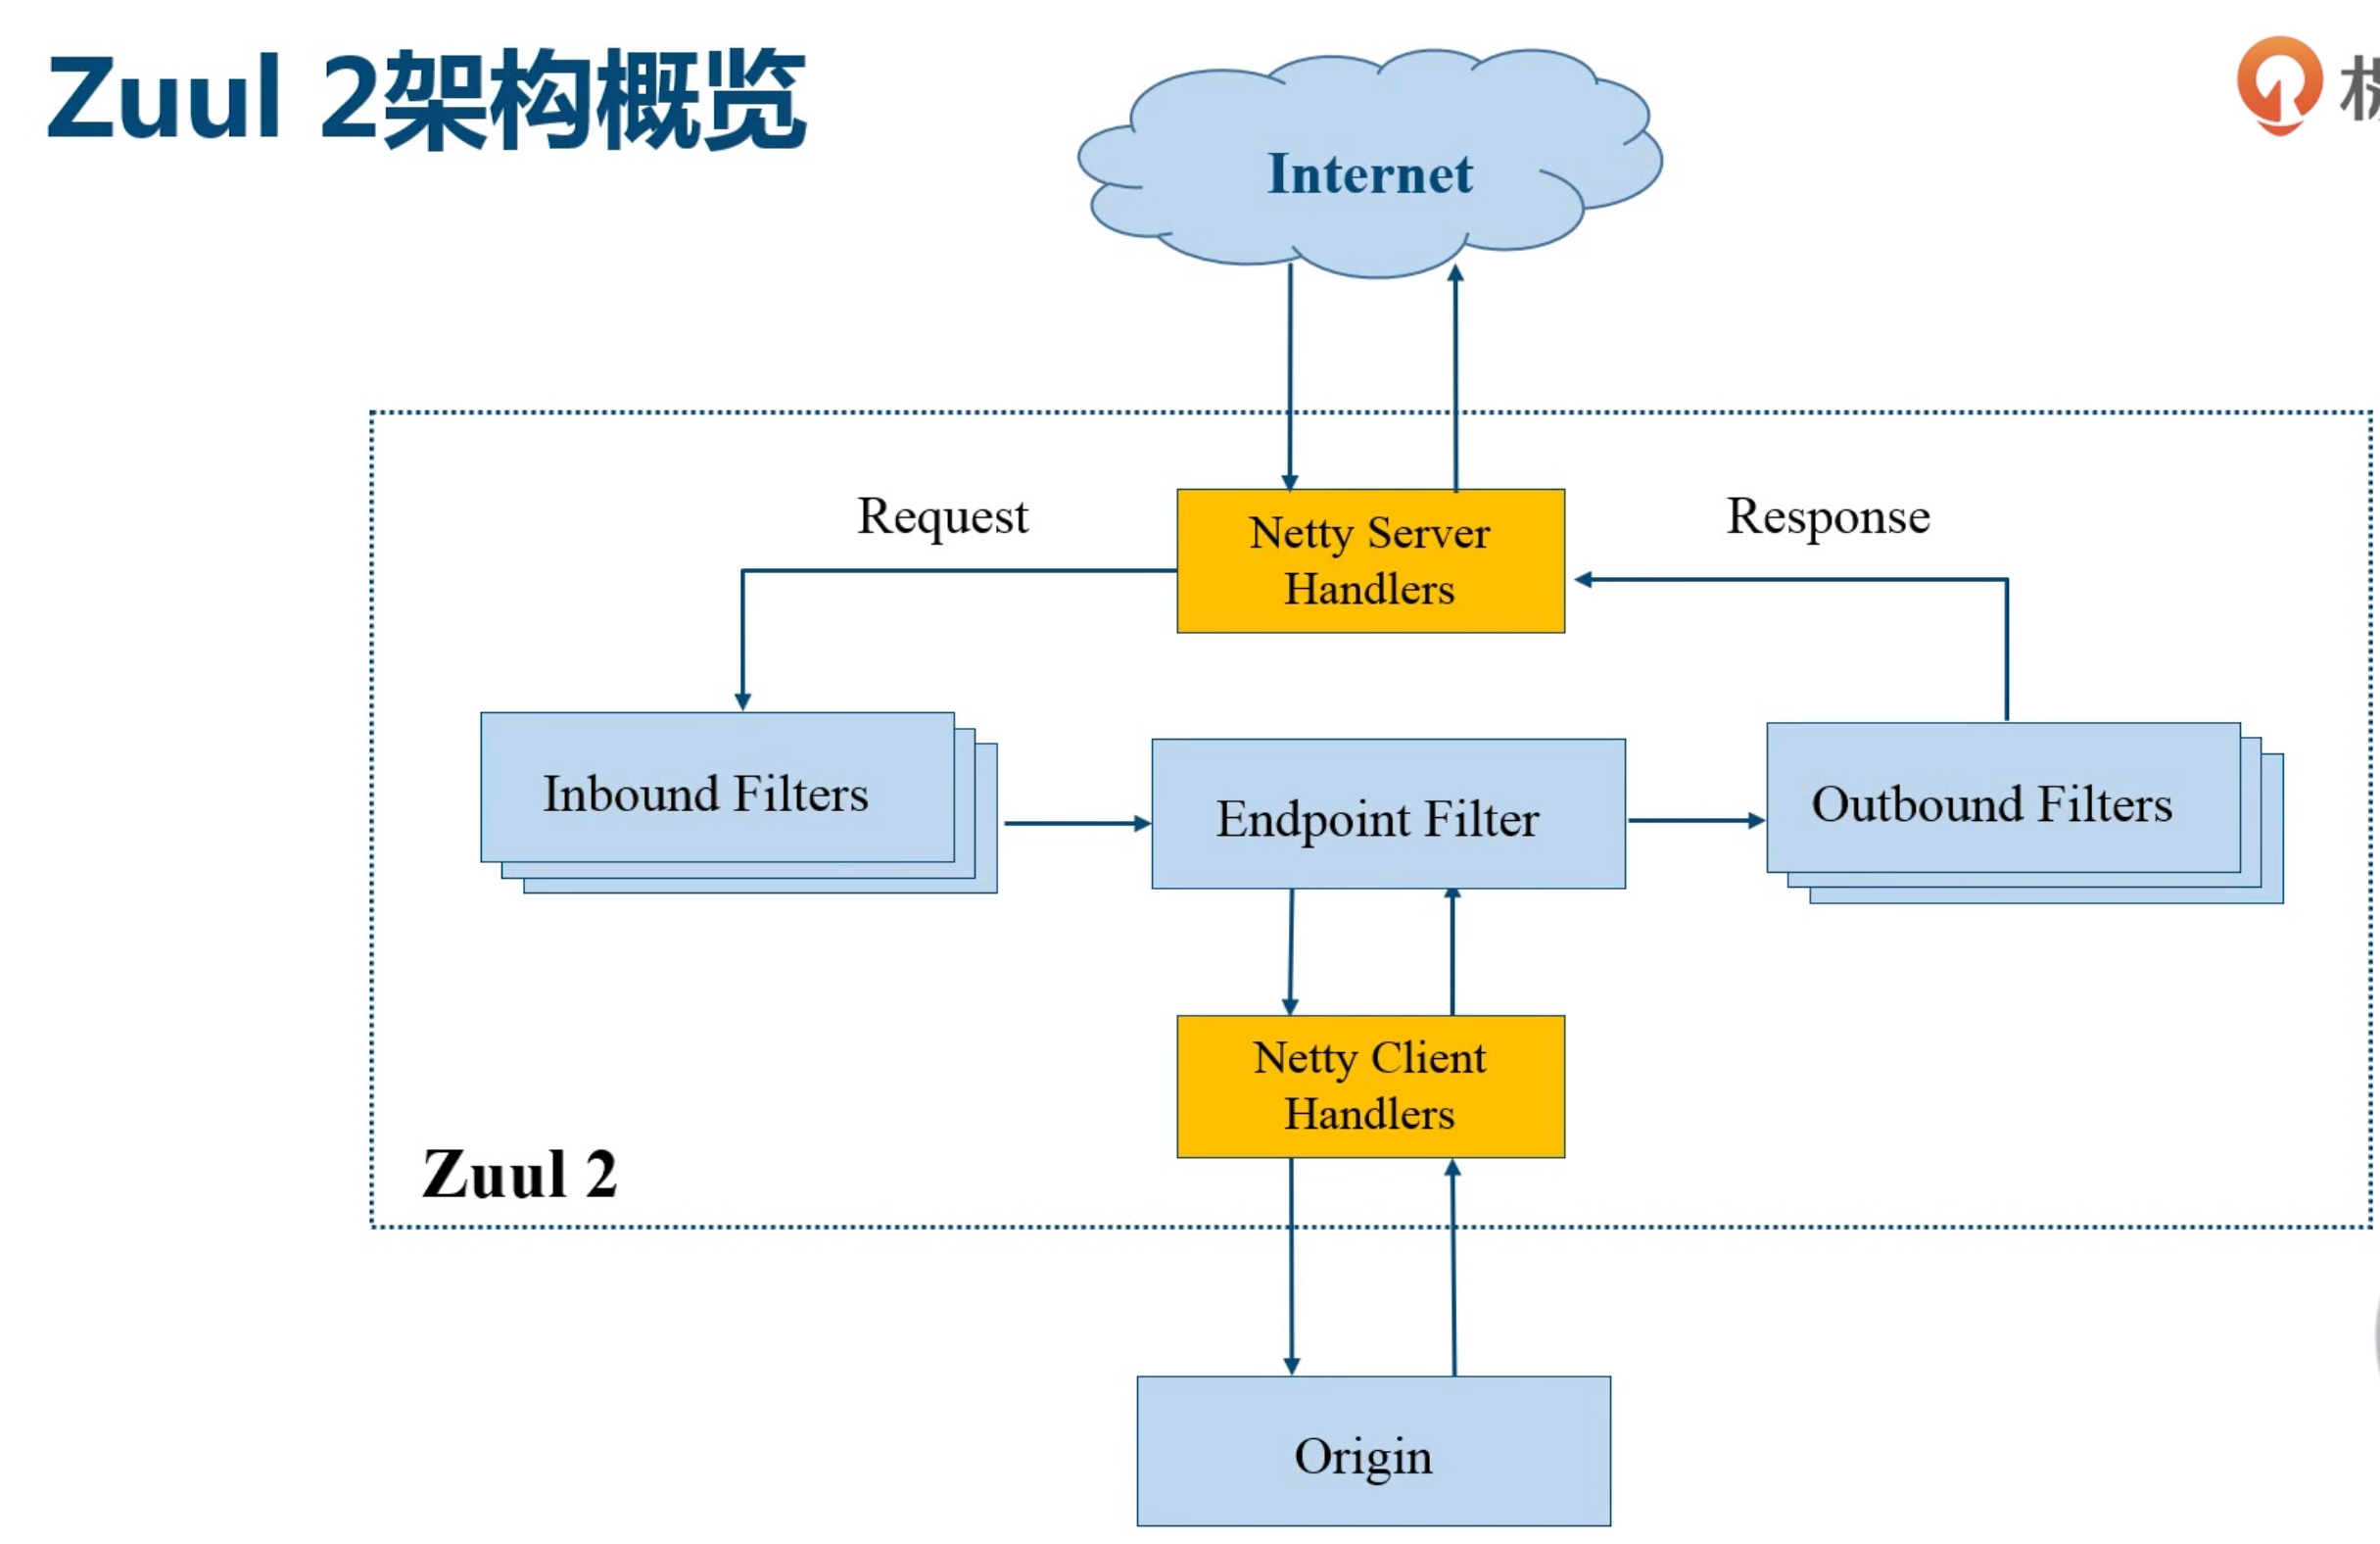 Zuul 2架构概览
Internet
Request
Netty Server
Handlers
Response
Inbound Filters
Endpoint Filter
Outbound Filters
Netty Client
Handlers
Zuul 2
Origin